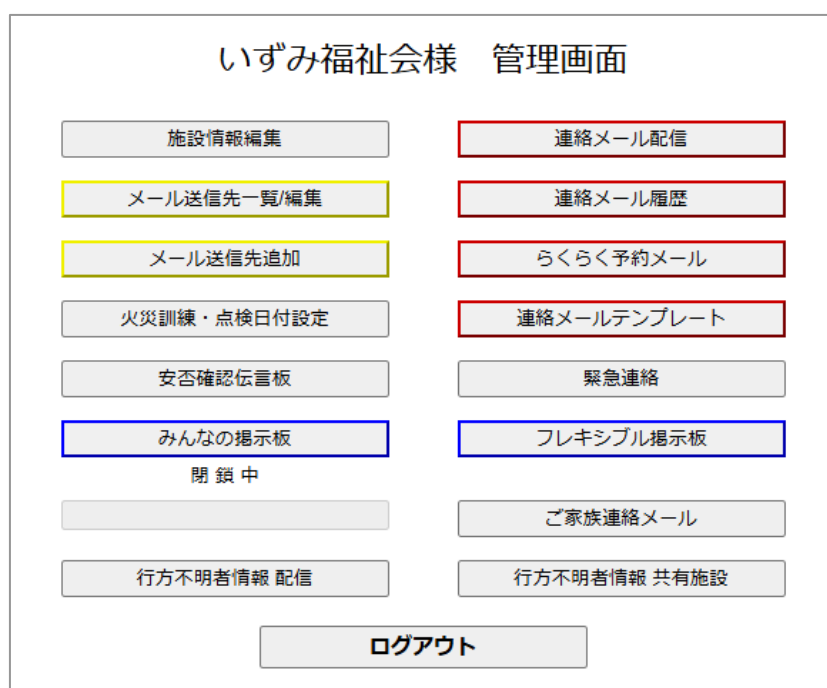 いずみ福祉会様　管理画面
施設情報編集
連絡メール配信
メール送信先一覧/編集
連絡メール履歴
メール送信先追加
らくらく予約メール
火災訓練・点検日付設定
連絡メールテンプレート
安否確認伝言板
緊急連絡
みんなの掲示板
フレキシブル掲示板
閉 鎖 中
ご家族連絡メール
行方不明者情報 配信
行方不明者情報 共有施設
ログアウト